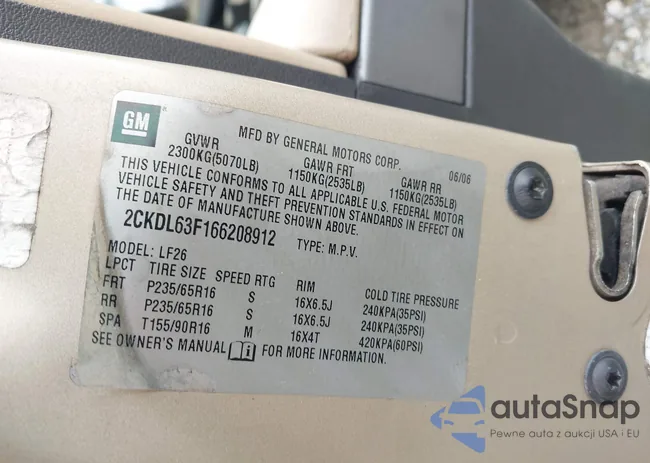 GM
MFD BY GENERAL MOTORS CORP. 06/06
GVWR GAWR FRT GAWR RR
2300KG(5070LB) 1150KG(2535LB) 1150KG(2535LB)
THIS VEHICLE CONFORMS TO ALL APPLICABLE U.S. FEDERAL MOTOR
VEHICLE SAFETY AND THEFT PREVENTION STANDARDS IN EFFECT ON
THE DATE OF MANUFACTURE SHOWN ABOVE.
2CKDL63F166208912 TYPE: M.P.V.
MODEL: LF26
LPCT TIRE SIZE SPEED RTG RIM COLD TIRE PRESSURE
FRT P235/65R16 S 16X6.5J 240KPA(35PSI)
RR P235/65R16 S 16X6.5J 240KPA(35PSI)
SPA T155/90R16 M 16X4T 420KPA(60PSI)
SEE OWNER'S MANUAL FOR MORE INFORMATION.
autaSnap
Pewne auta z aukcji USA i EU